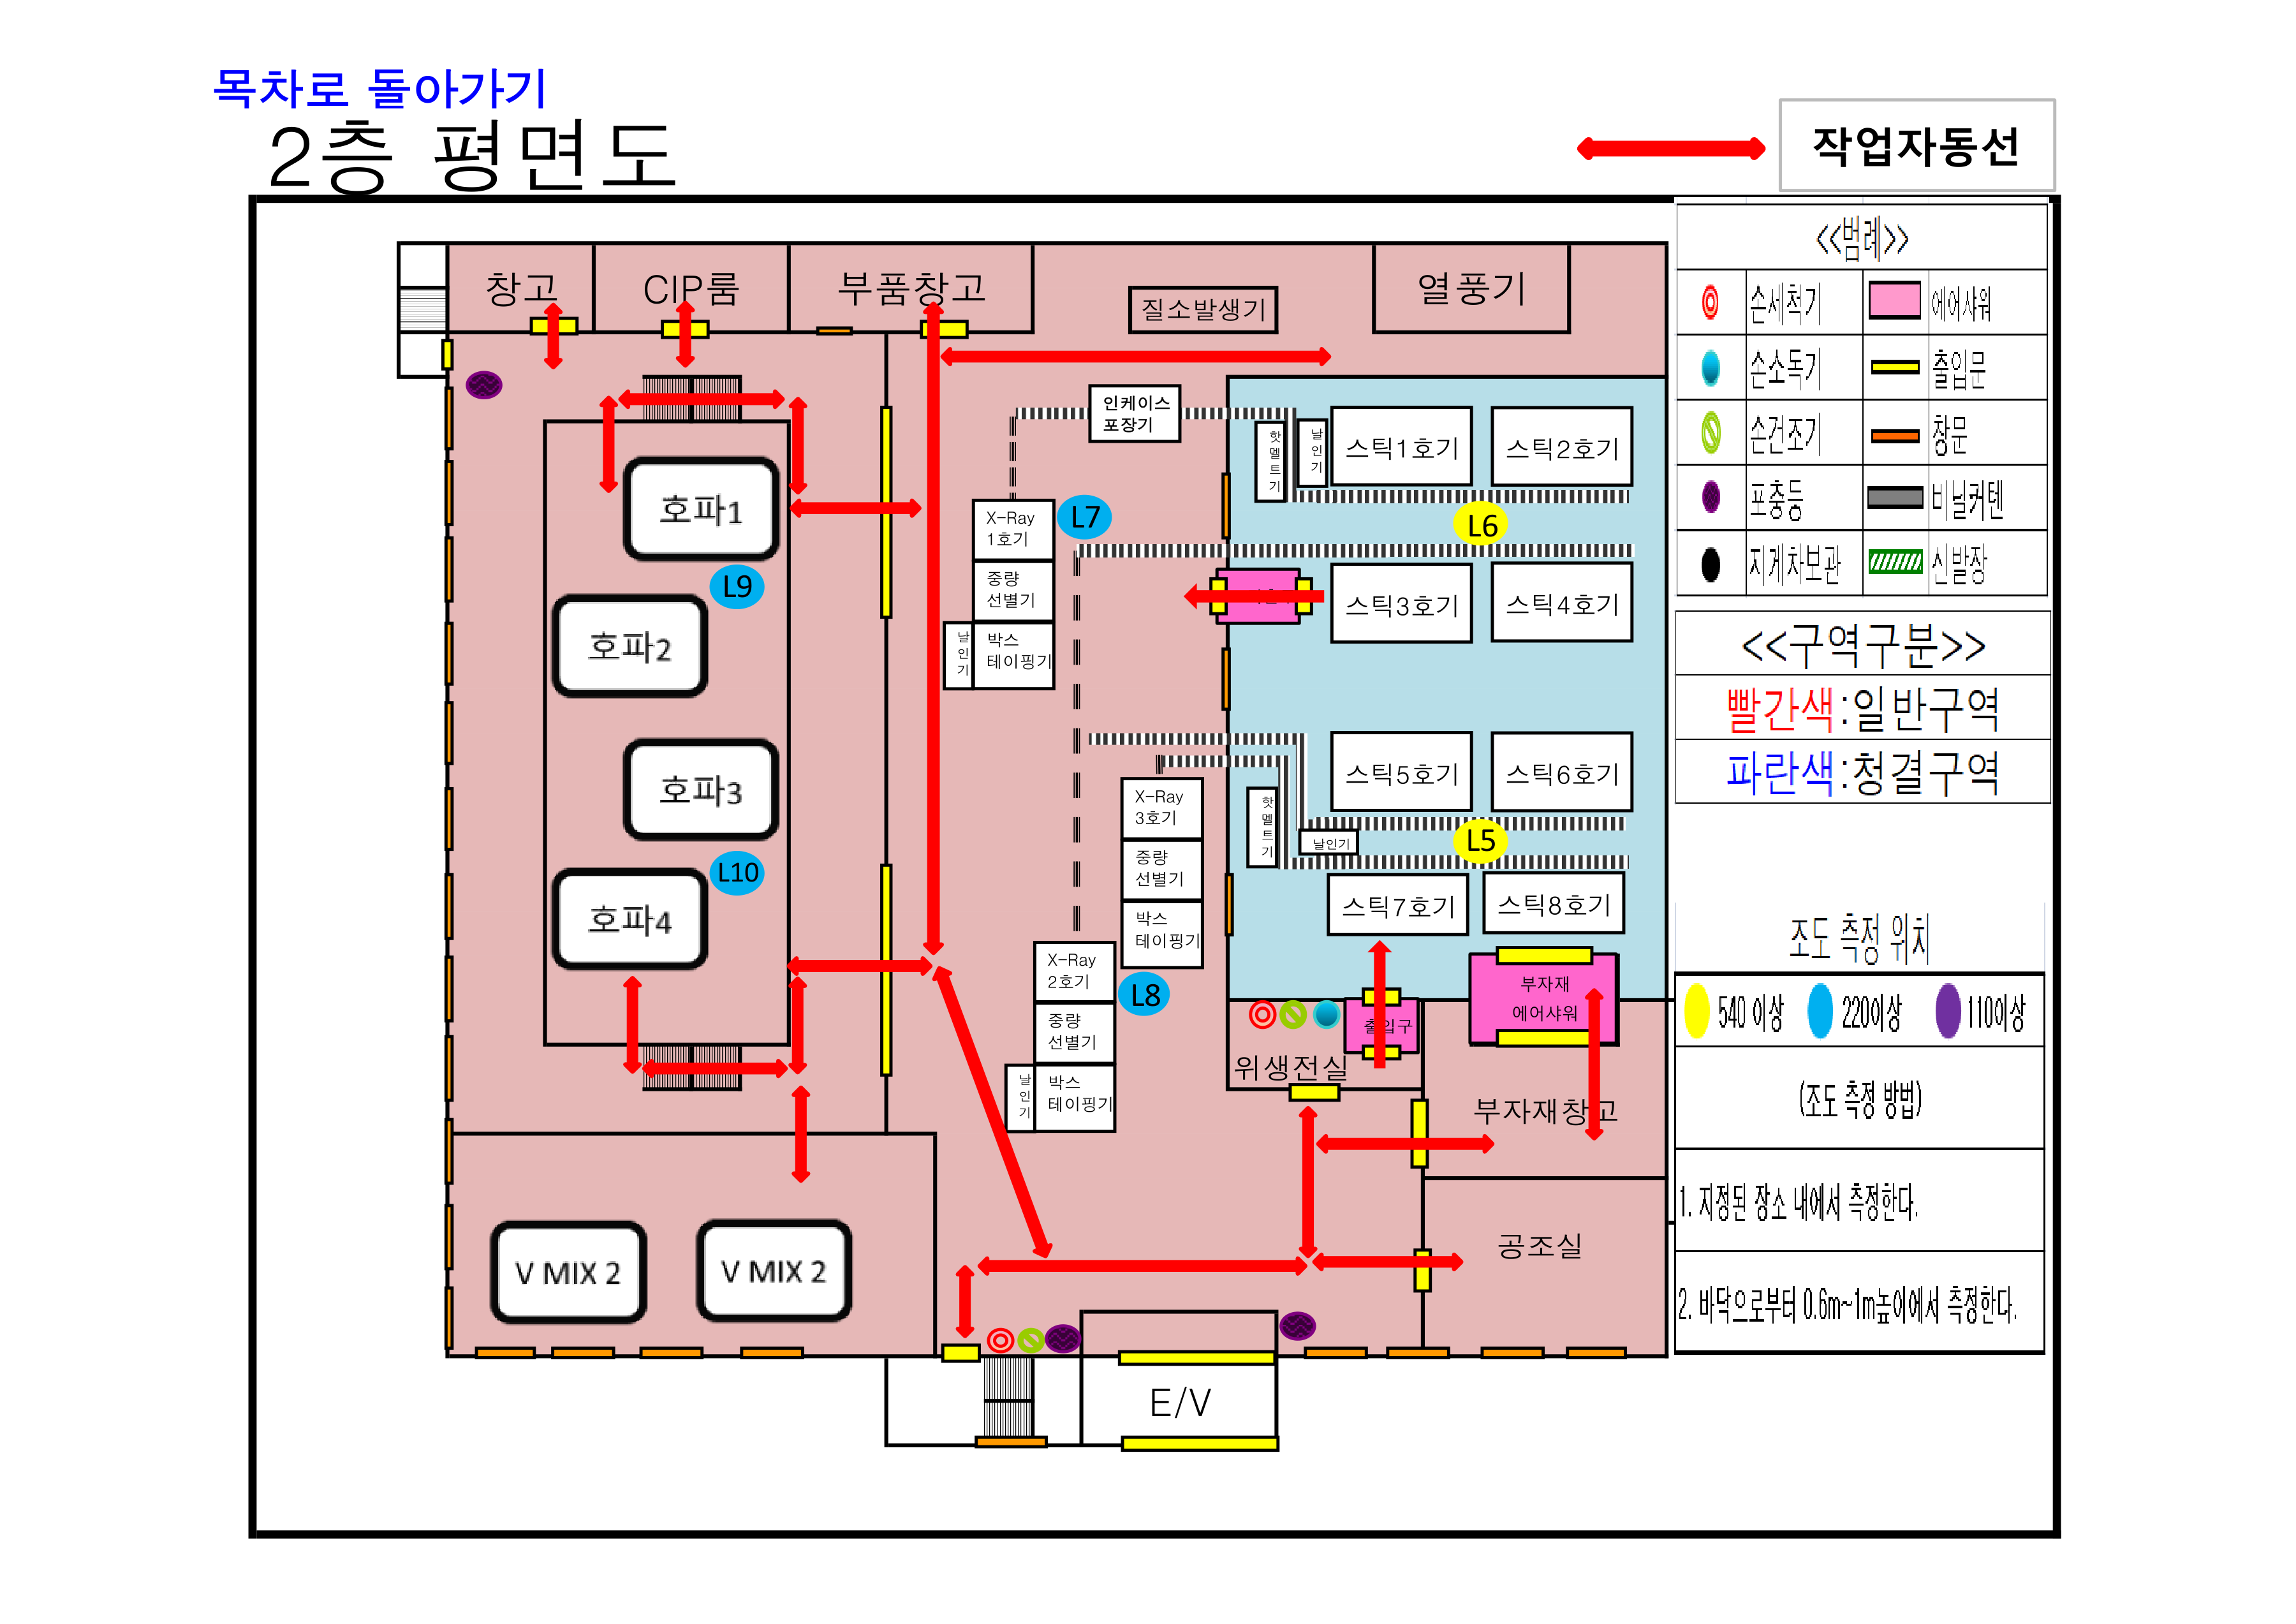 목차로 돌아가기
2층 평면도
작업자동선
<<범례>>
손세척기
에어샤워
손소독기
출입문
손건조기
창문
포충등
비닐커텐
지게차보관
신발장
<<구역구분>>
빨간색:일반구역
파란색:청결구역
조도 측정 위치
540 이상
220이상
110이상
(조도 측정 방법)
1. 지정된 장소 내에서 측정한다.
2. 바닥으로부터 0.6m~1m높이에서 측정한다.
창고
CIP룸
부품창고
질소발생기
열풍기
인케이스
포장기
핫
멜
트
기
날
인
기
스틱1호기
스틱2호기
호파1
X-Ray
1호기
L7
L6
중량
선별기
L9
스틱3호기
스틱4호기
호파2
날
인
기
박스
테이핑기
호파3
X-Ray
3호기
스틱5호기
스틱6호기
핫
멜
트
기
날인기
L5
중량
선별기
L10
호파4
박스
테이핑기
스틱7호기
스틱8호기
X-Ray
2호기
L8
부자재
에어샤워
중량
선별기
출입구
위생전실
날
인
기
박스
테이핑기
부자재창고
공조실
V MIX 2
V MIX 2
E/V